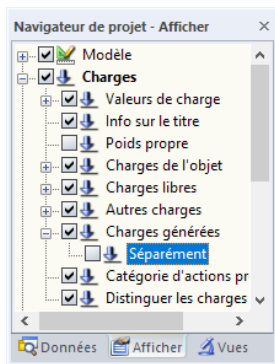 Navigateur de projet - Afficher
Modèle
Charges
Valeurs de charge
Info sur le titre
Poids propre
Charges de l'objet
Charges libres
Autres charges
Charges générées
Séparément
Catégorie d'actions pr
Distinguer les charges
Données Afficher Vues